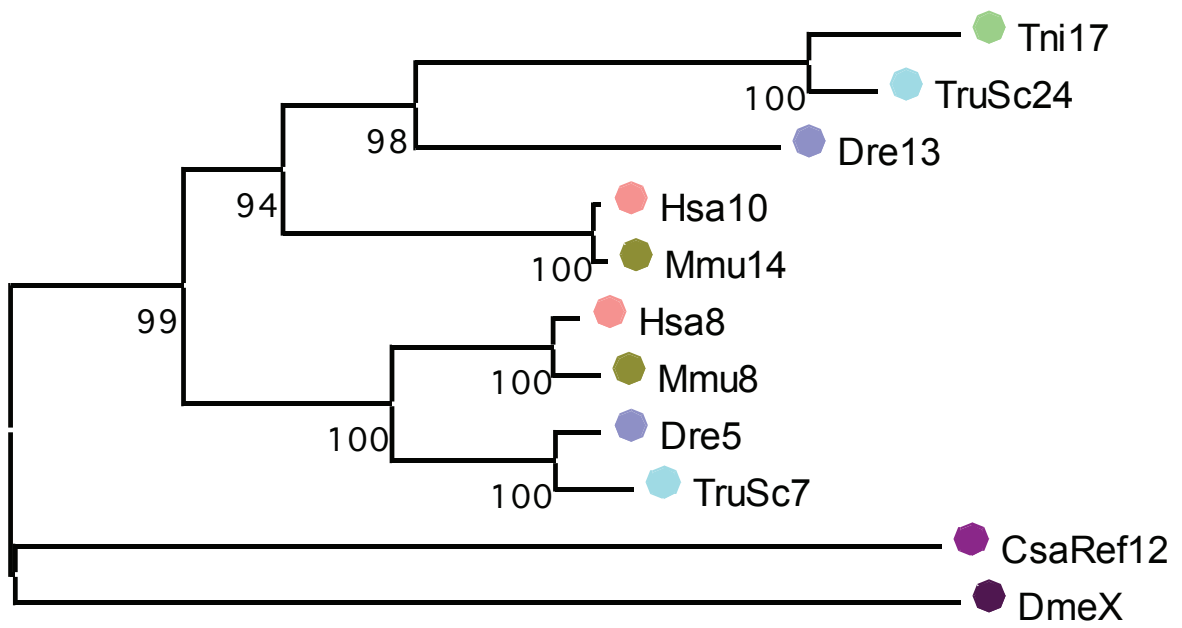 Tni17
TruSc24
100
98
Dre13
94
Hsa10
Mmu14
100
99
Hsa8
Mmu8
100
Dre5
100
TruSc7
100
CsaRef12
DmeX